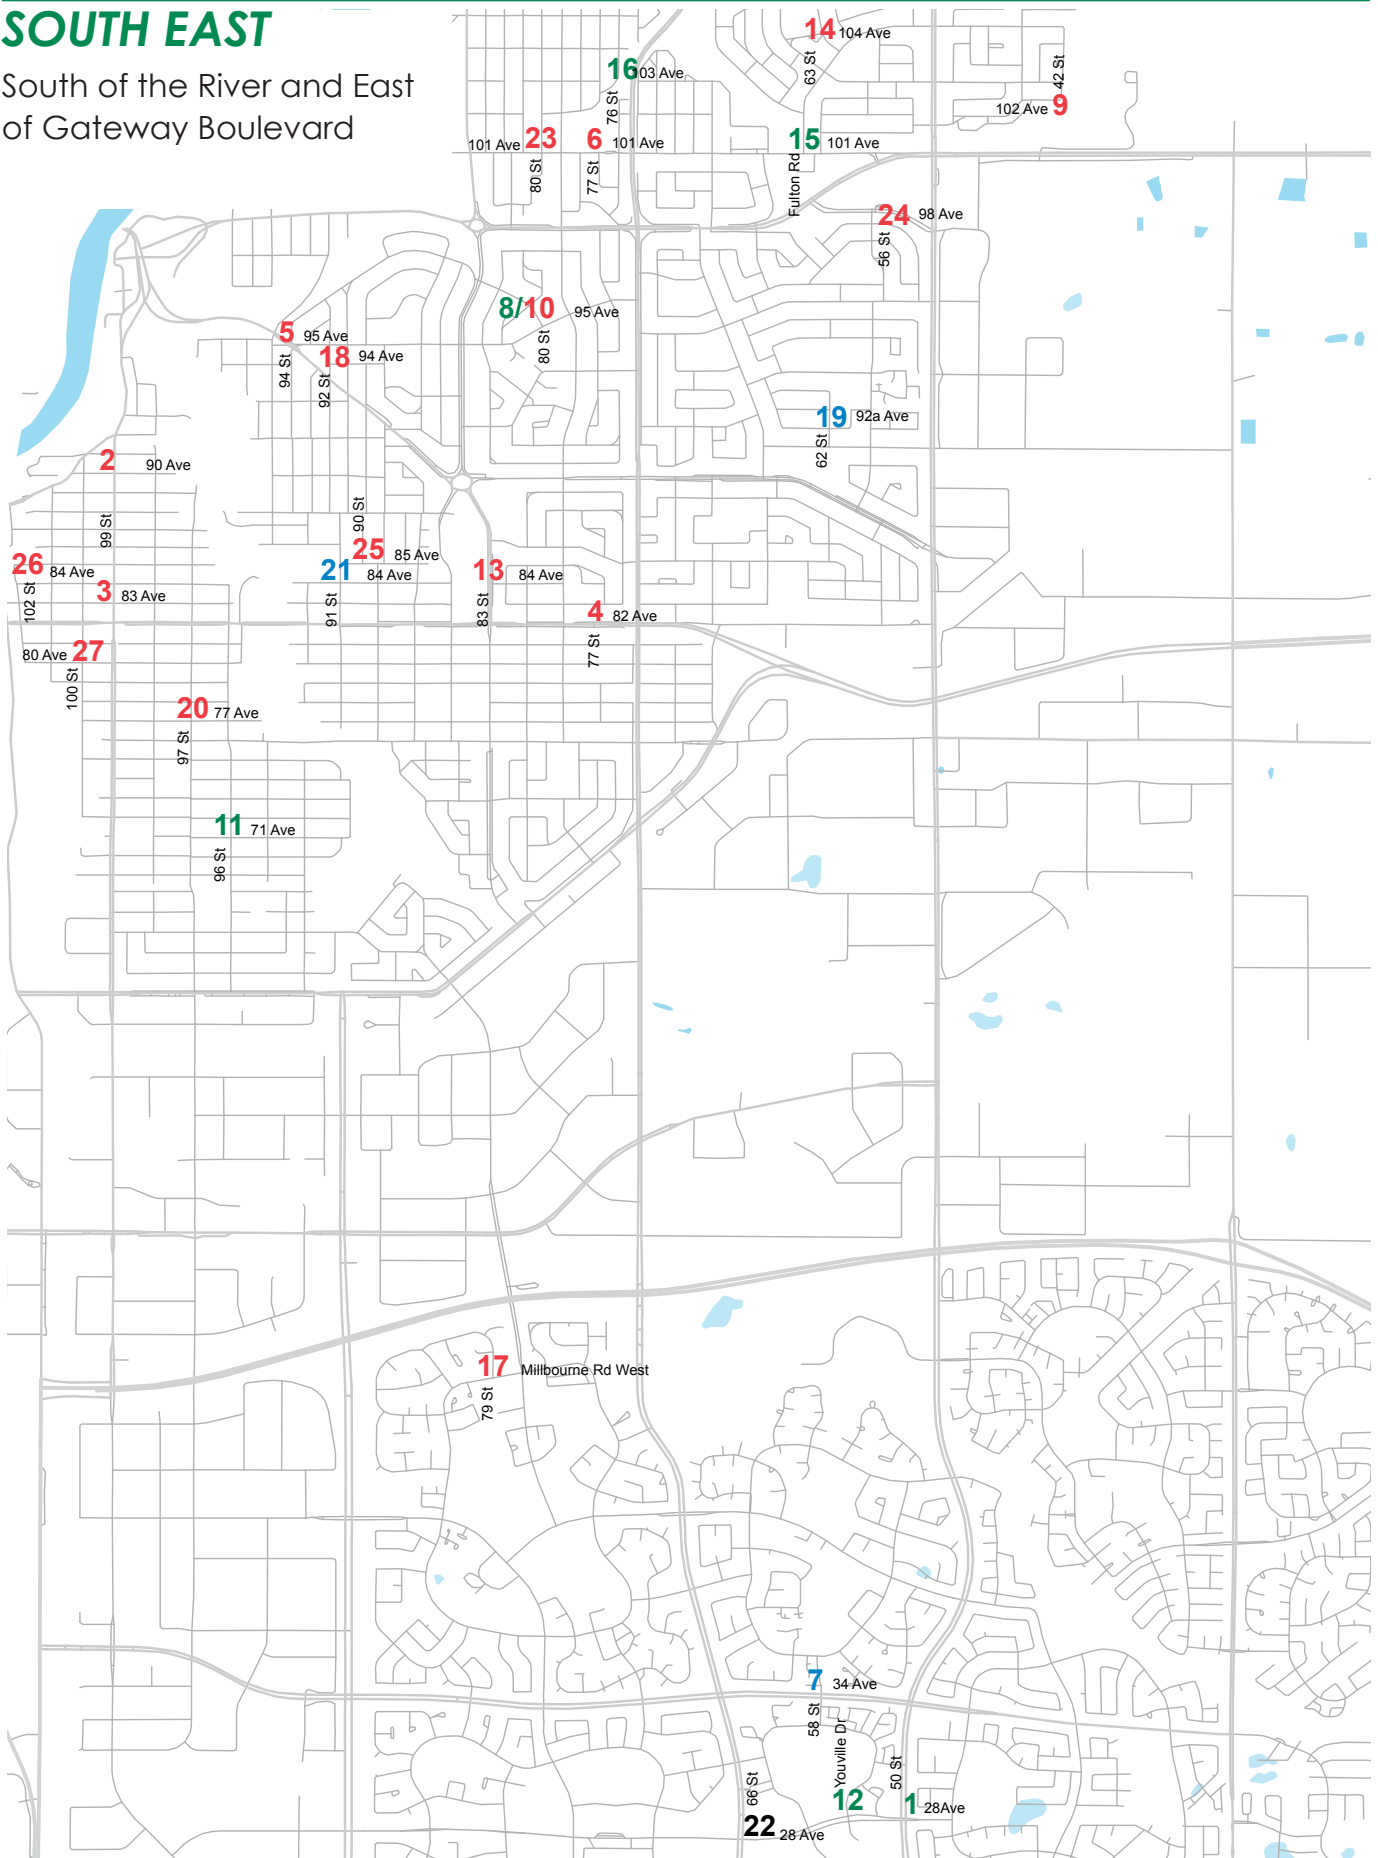 SOUTH EAST
South of the River and East
of Gateway Boulevard
14 104 Ave
63 St
42 St
16 103 Ave
76 St
102 Ave 9
101 Ave 23
80 St
6 101 Ave
77 St
15 101 Ave
Fulton Rd
24 98 Ave
56 St
8/10 95 Ave
80 St
5 95 Ave
94 St
18 94 Ave
92 St
19 92a Ave
62 St
2 90 Ave
99 St
90 St
25 85 Ave
26 84 Ave
102 St
21 84 Ave
91 St
13 84 Ave
83 St
3 83 Ave
4 82 Ave
77 St
80 Ave 27
100 St
20 77 Ave
97 St
11 71 Ave
96 St
17 Millbourne Rd West
79 St
7 34 Ave
58 St
Youville Dr
12
50 St
1 28Ave
66 St
22 28 Ave